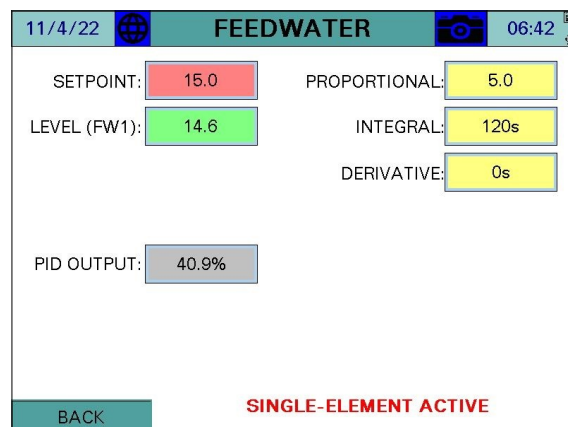 11/4/22 FEEDWATER 06:42
SETPOINT: 15.0 PROPORTIONAL: 5.0
LEVEL (FW1): 14.6 INTEGRAL: 120s
DERIVATIVE: 0s
PID OUTPUT: 40.9%
SINGLE-ELEMENT ACTIVE
BACK